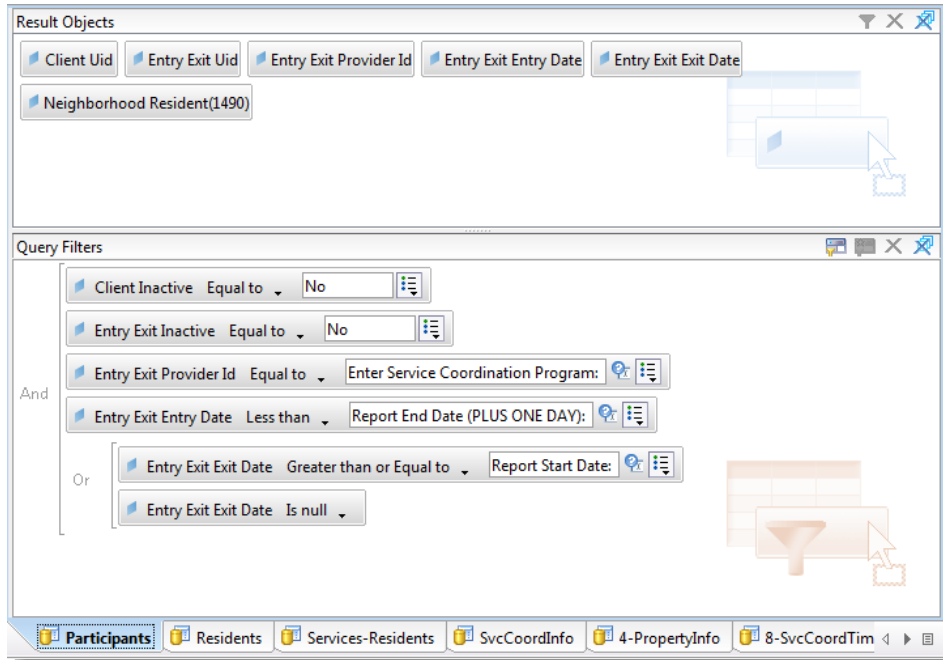 Result Objects
Client Uid Entry Exit Uid Entry Exit Provider Id Entry Exit Entry Date Entry Exit Exit Date
Neighborhood Resident(1490)
Query Filters
Client Inactive Equal to No
Entry Exit Inactive Equal to No
Entry Exit Provider Id Equal to Enter Service Coordination Program:
And
Entry Exit Entry Date Less than Report End Date (PLUS ONE DAY):
Entry Exit Exit Date Greater than or Equal to Report Start Date:
Or
Entry Exit Exit Date Is null
Participants Residents Services-Residents SvcCoordInfo 4-PropertyInfo 8-SvcCoordTim